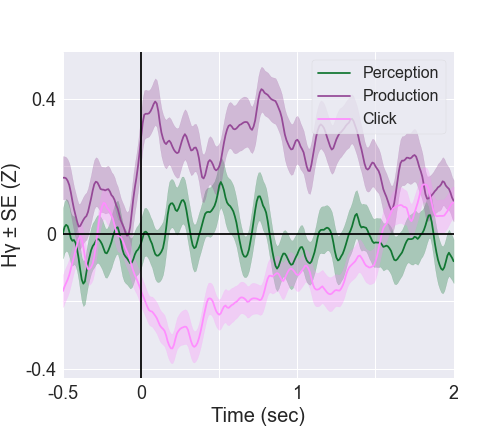 Perception
Production
Click
0.4
0
-0.4
Hγ ± SE (Z)
-0.5
0
1
2
Time (sec)